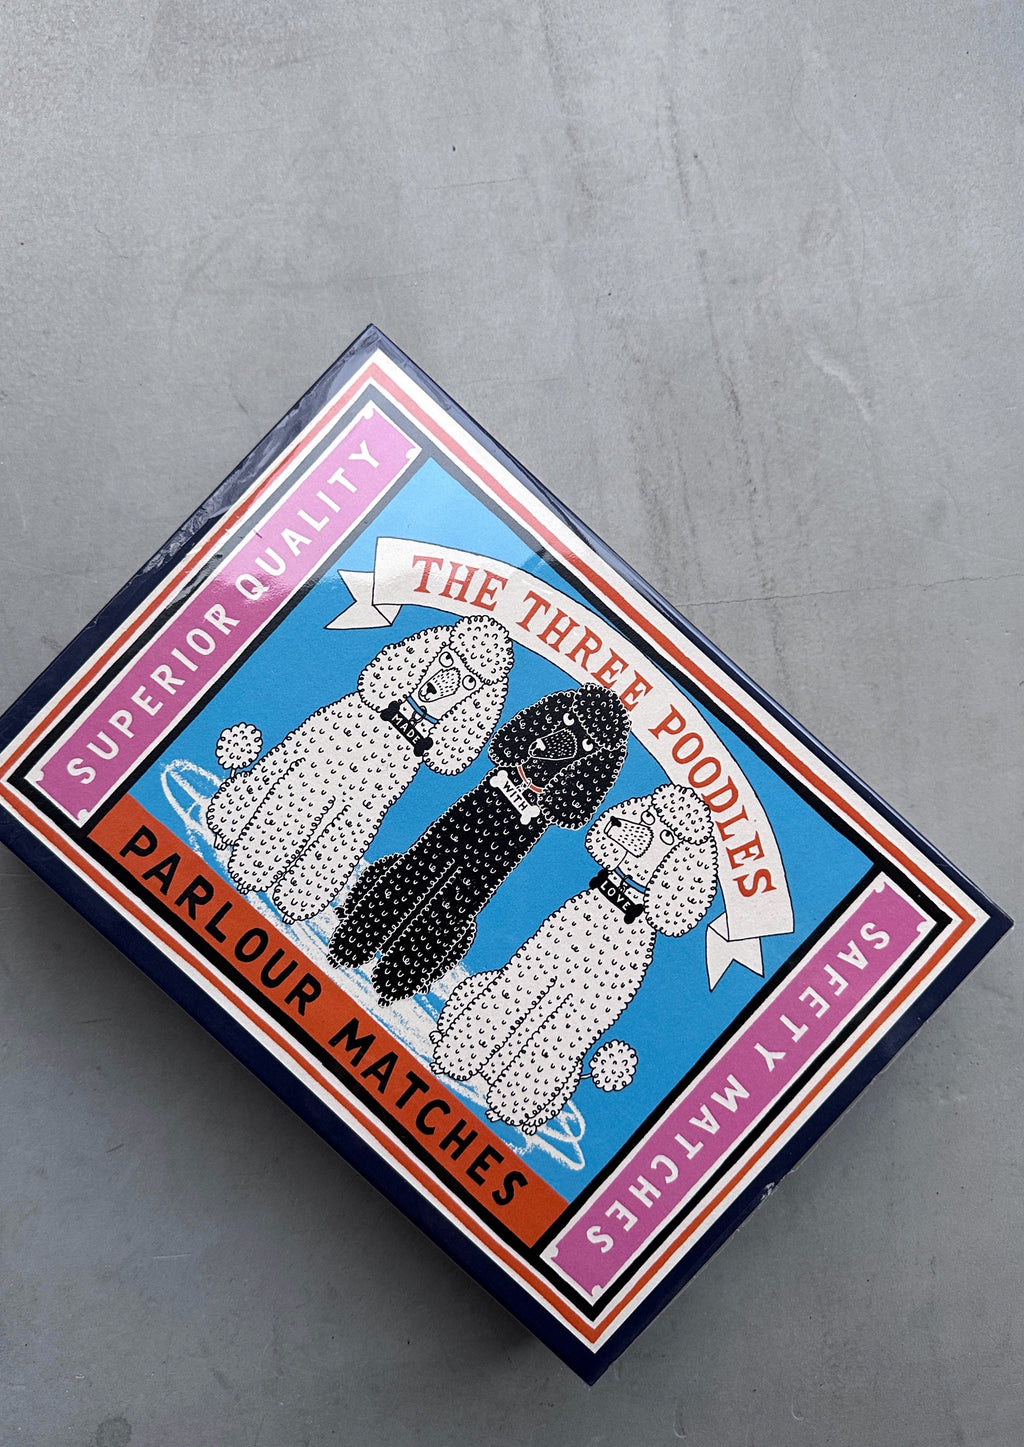 SUPERIOR QUALITY
THE THREE POODLES
MADE
WITH
LOVE
PARLOUR MATCHES
SAFETY MATCHES